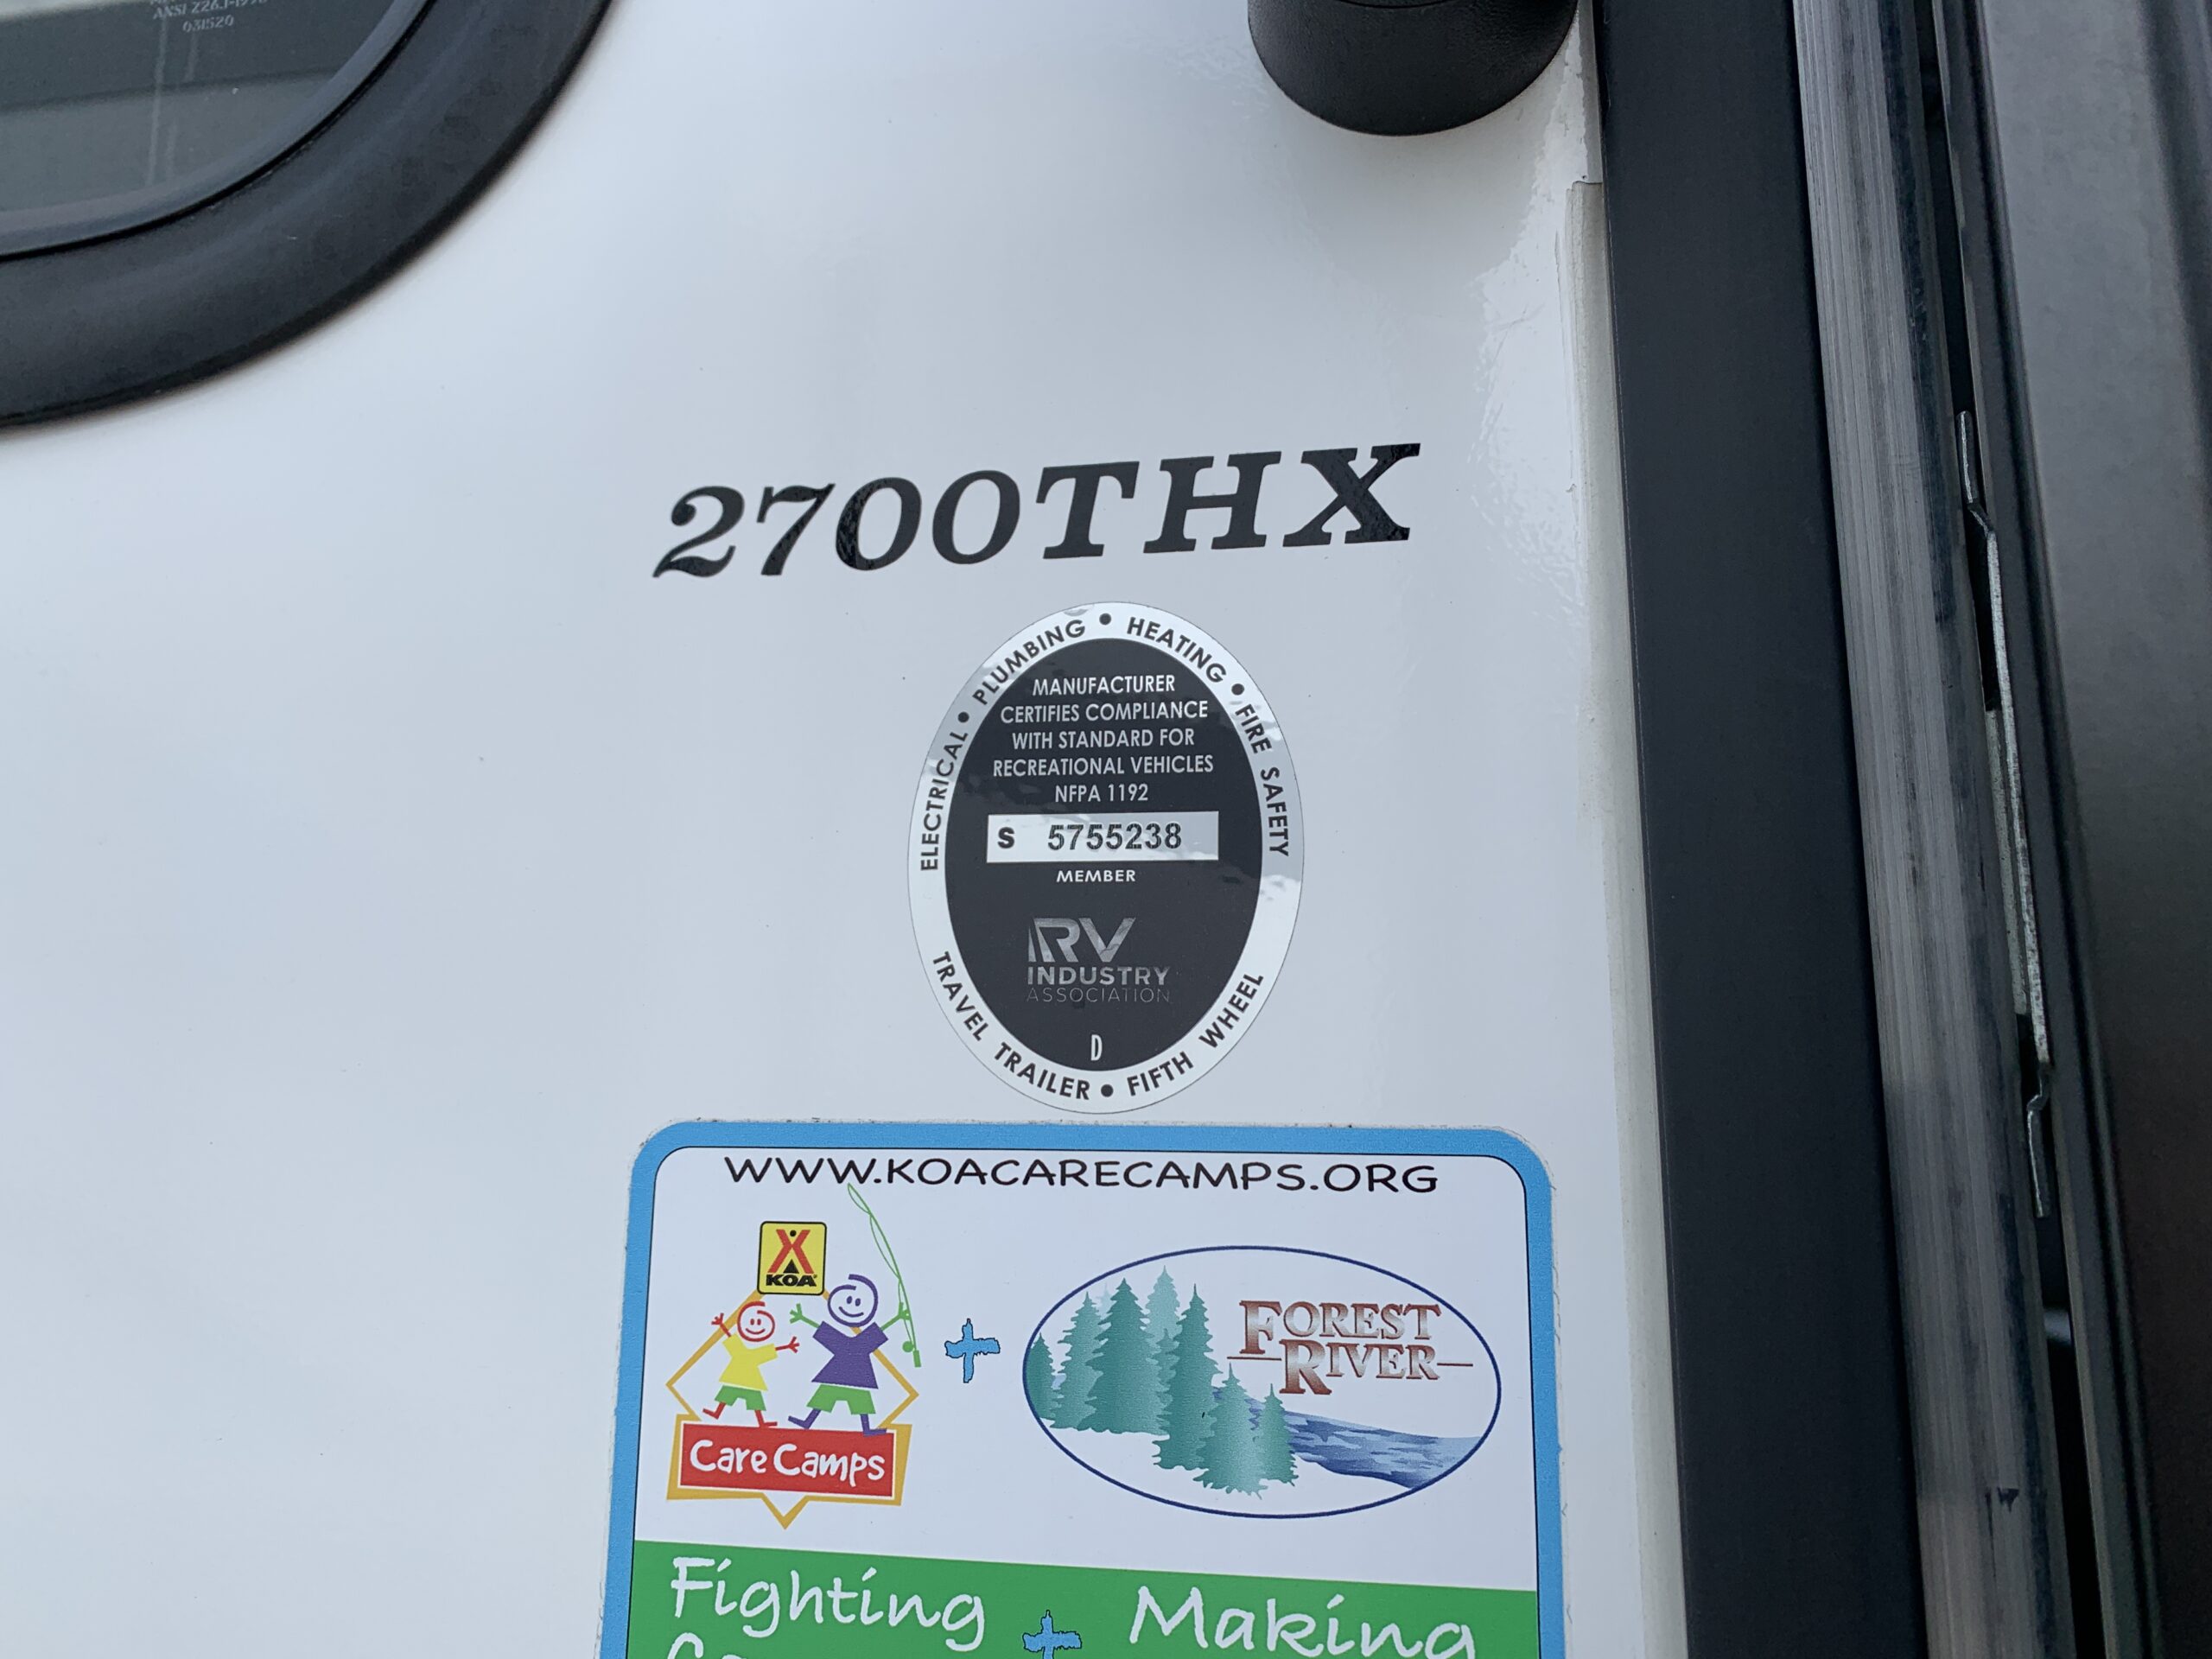 031520
2700THX
ELECTRICAL • PLUMBING • HEATING • FIRE SAFETY
MANUFACTURER
CERTIFIES COMPLIANCE
WITH STANDARD FOR
RECREATIONAL VEHICLES
NFPA 1192
S 5755238
MEMBER
RV
INDUSTRY
ASSOCIATION
D
TRAVEL TRAILER • FIFTH WHEEL
WWW.KOACARECAMPS.ORG
KOA
Care Camps
FOREST
RIVER
Fighting + Making